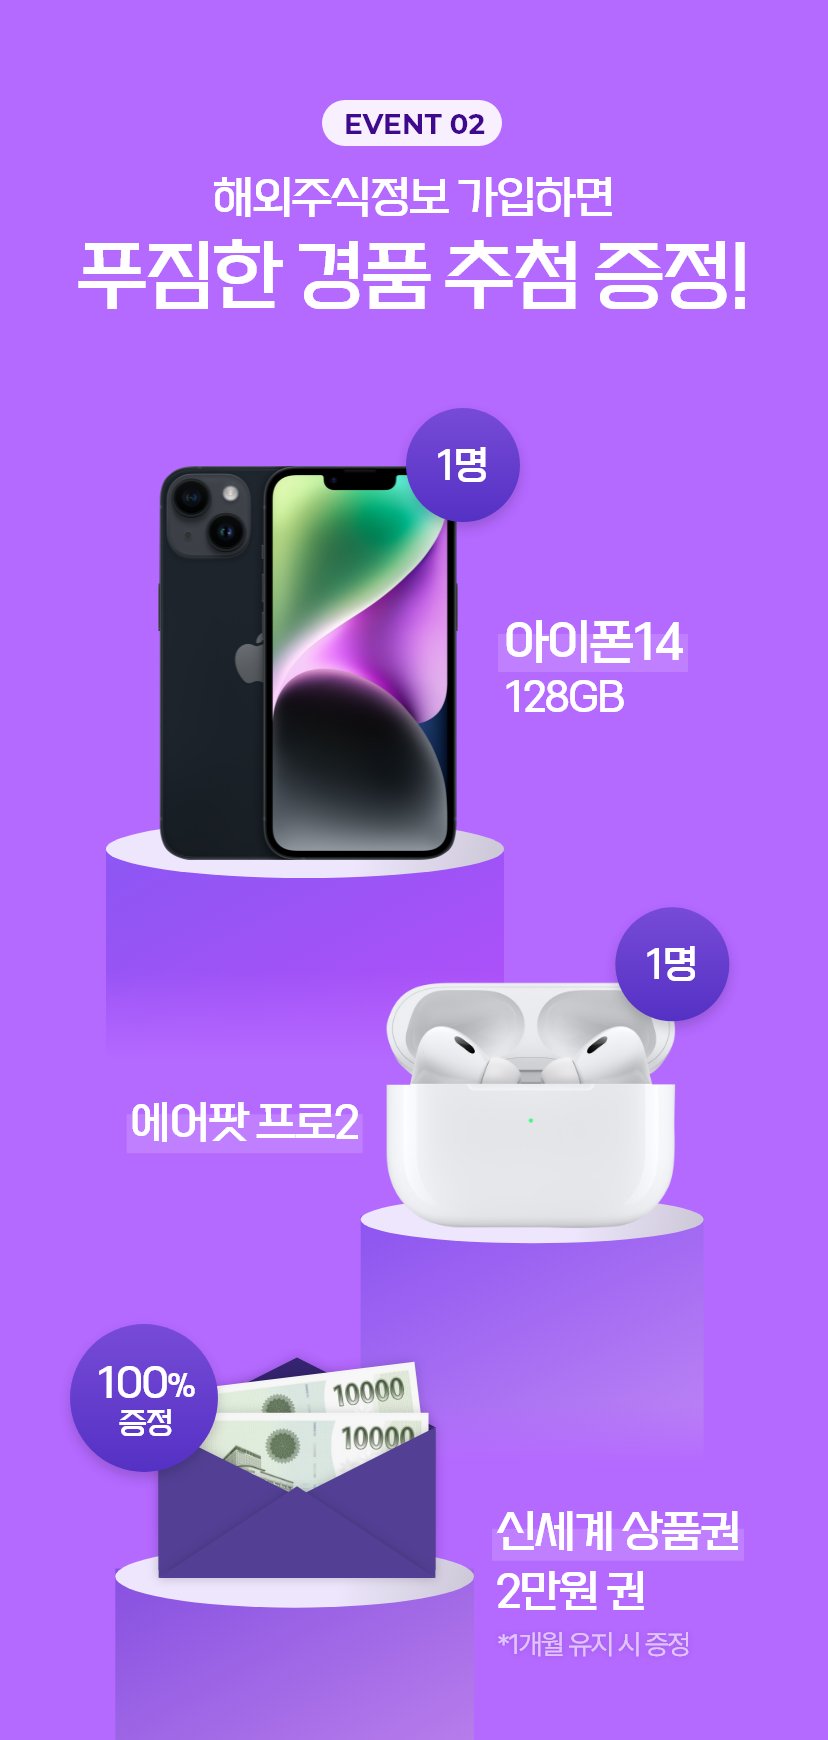 EVENT 02
해외주식정보 가입하면
푸짐한 경품 추첨 증정!
1명
아이폰14
128GB
1명
에어팟 프로2
100%
증정
10000
10000
신세계 상품권
2만원 권
*1개월 유지 시 증정